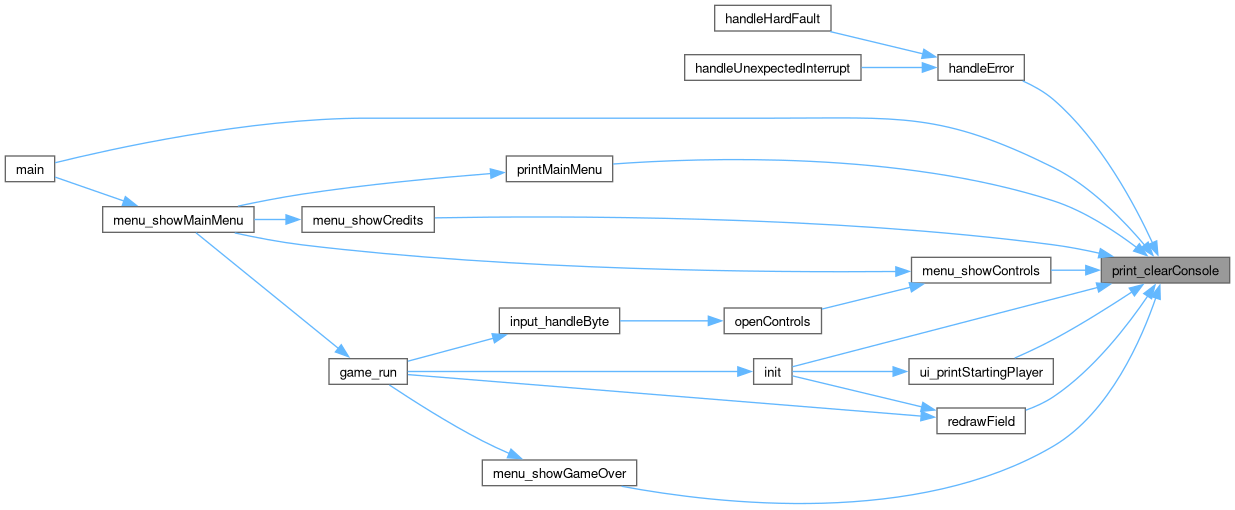 handleHardFault
handleUnexpectedInterrupt
handleError
main
printMainMenu
menu_showMainMenu
menu_showCredits
print_clearConsole
menu_showControls
input_handleByte
openControls
game_run
init
ui_printStartingPlayer
redrawField
menu_showGameOver